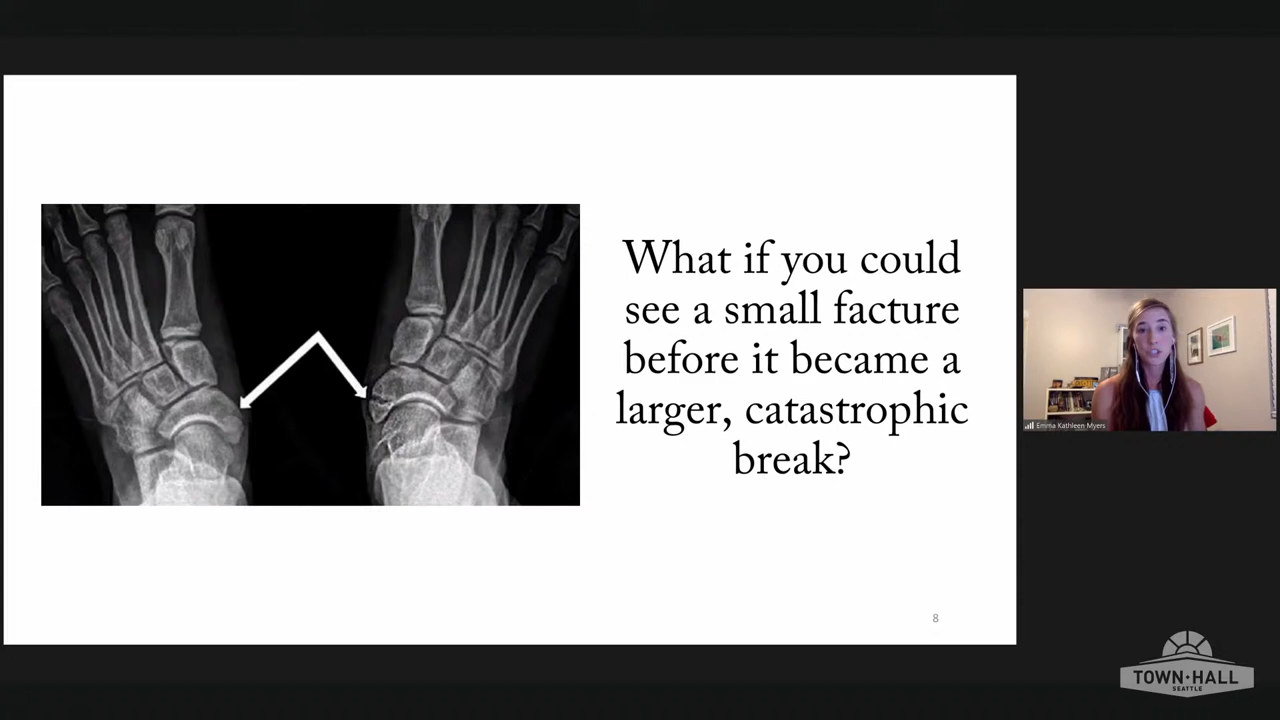 What if you could
see a small facture
before it became a
larger, catastrophic
break?
8
Emma Kathleen Myers
TOWN·HALL
SEATTLE